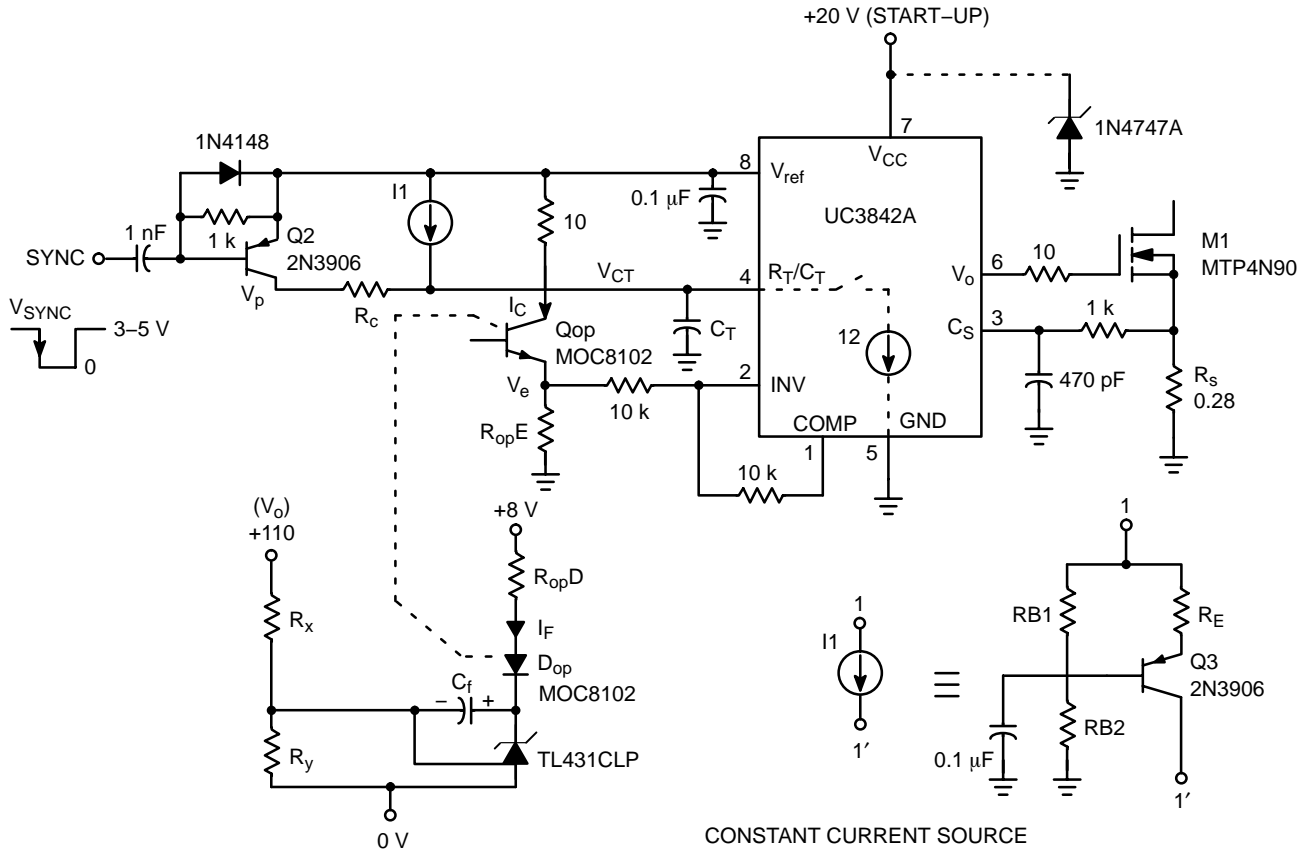 +20 V (START–UP)
1N4148
7
1N4747A
VCC
8
Vref
I1
0.1 µF
UC3842A
10
1 nF
Q2
M1
SYNC
1 k
2N3906
VCT
4
RT/CT
6
10
MTP4N90
Vo
Vp
IC
1 k
VSYNC
3–5 V
Rc
CT
3
CS
Qop
12
0
MOC8102
2
Rs
Ve
INV
470 pF
0.28
10 k
COMP
GND
RopE
1
5
10 k
(Vo)
+110
+8 V
1
RopD
RB1
RE
Rx
1
IF
I1
Q3
Dop
2N3906
Cf
MOC8102
– +
RB2
Ry
TL431CLP
1′
0.1 µF
1′
0 V
CONSTANT CURRENT SOURCE